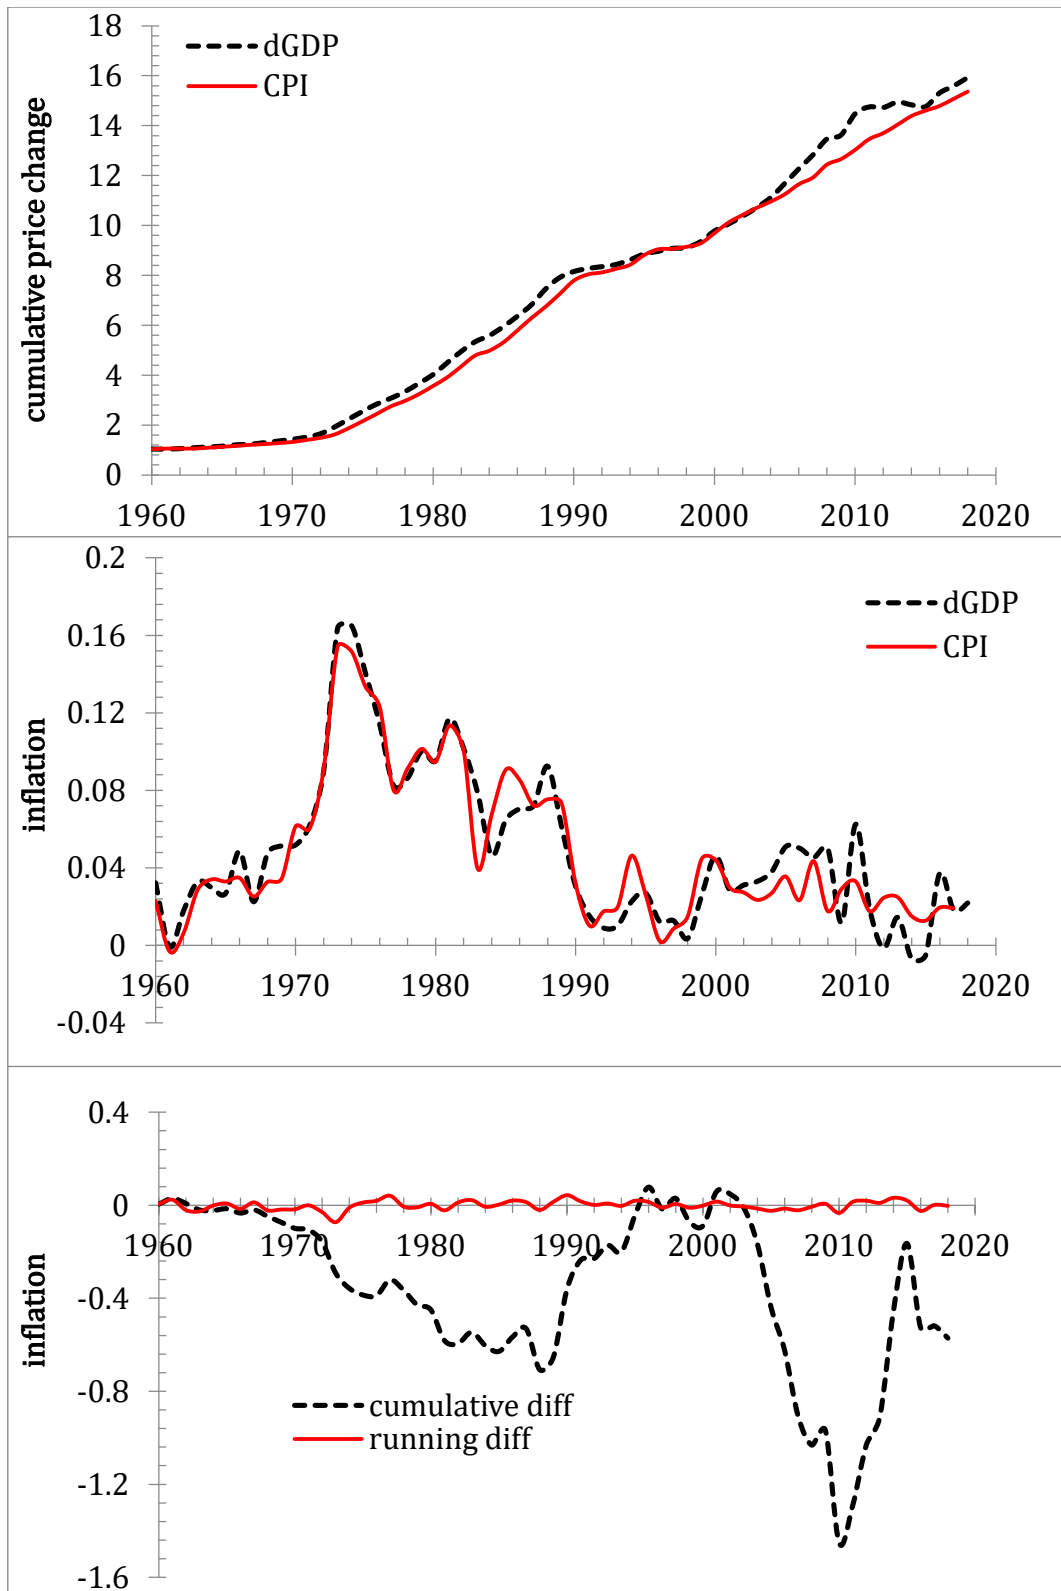 cumulative price change
18
16
14
12
10
8
6
4
2
0
dGDP
CPI
1960 1970 1980 1990 2000 2010 2020
inflation
0.2
0.16
0.12
0.08
0.04
0
-0.04
dGDP
CPI
1960 1970 1980 1990 2000 2010 2020
inflation
0.4
0
-0.4
-0.8
-1.2
-1.6
1960 1970 1980 1990 2000 2010 2020
cumulative diff
running diff